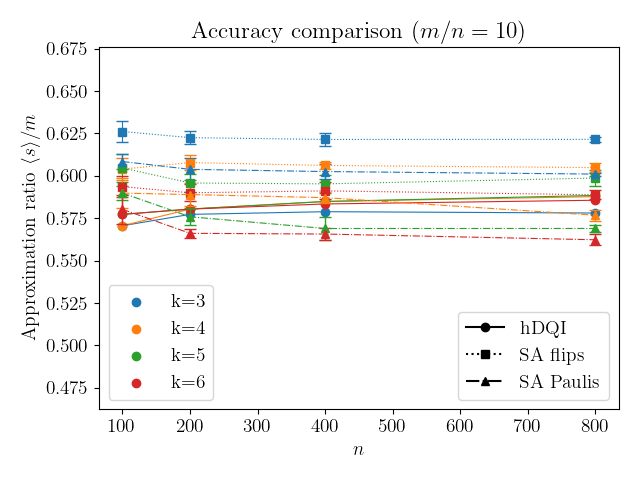 Accuracy comparison (m/n = 10)
0.675
0.650
0.625
0.600
0.575
0.550
0.525
0.500
0.475
Approximation ratio ⟨s⟩/m
k=3
k=4
k=5
k=6
hDQI
SA flips
SA Paulis
100 200 300 400 500 600 700 800
n